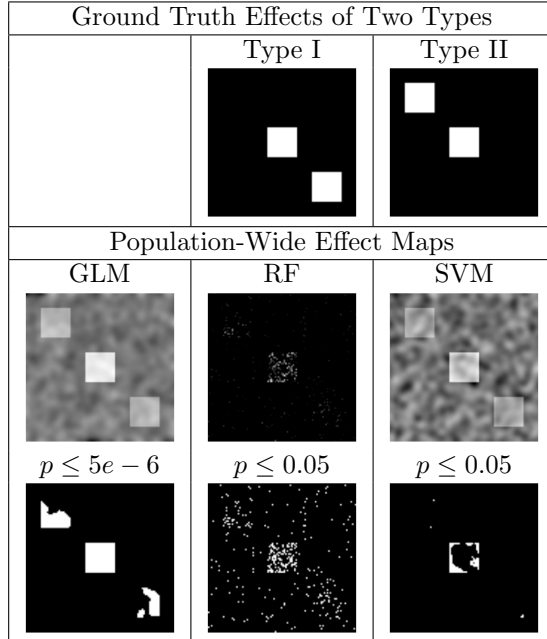 Ground Truth Effects of Two Types
Type I Type II
Population-Wide Effect Maps
GLM RF SVM
p ≤ 5e − 6 p ≤ 0.05 p ≤ 0.05